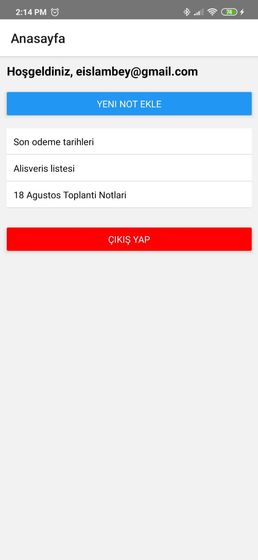 2:14 PM
74
Anasayfa
Hoşgeldiniz, eislambey@gmail.com
YENI NOT EKLE
Son odeme tarihleri
Alisveris listesi
18 Agustos Toplanti Notlari
ÇIKIŞ YAP